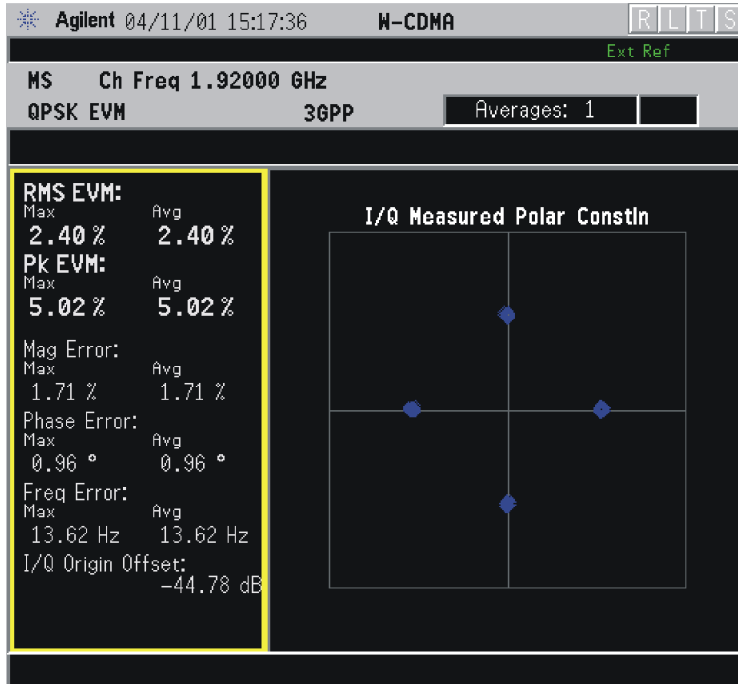 Agilent 04/11/01 15:17:36 W-CDMA R L T S
Ext Ref
MS Ch Freq 1.92000 GHz
QPSK EVM 3GPP Averages: 1
RMS EVM:
Max Avg
2.40 % 2.40 %
Pk EVM:
Max Avg
5.02 % 5.02 %
Mag Error:
Max Avg
1.71 % 1.71 %
Phase Error:
Max Avg
0.96 ° 0.96 °
Freq Error:
Max Avg
13.62 Hz 13.62 Hz
I/Q Origin Offset:
-44.78 dB
I/Q Measured Polar Constln